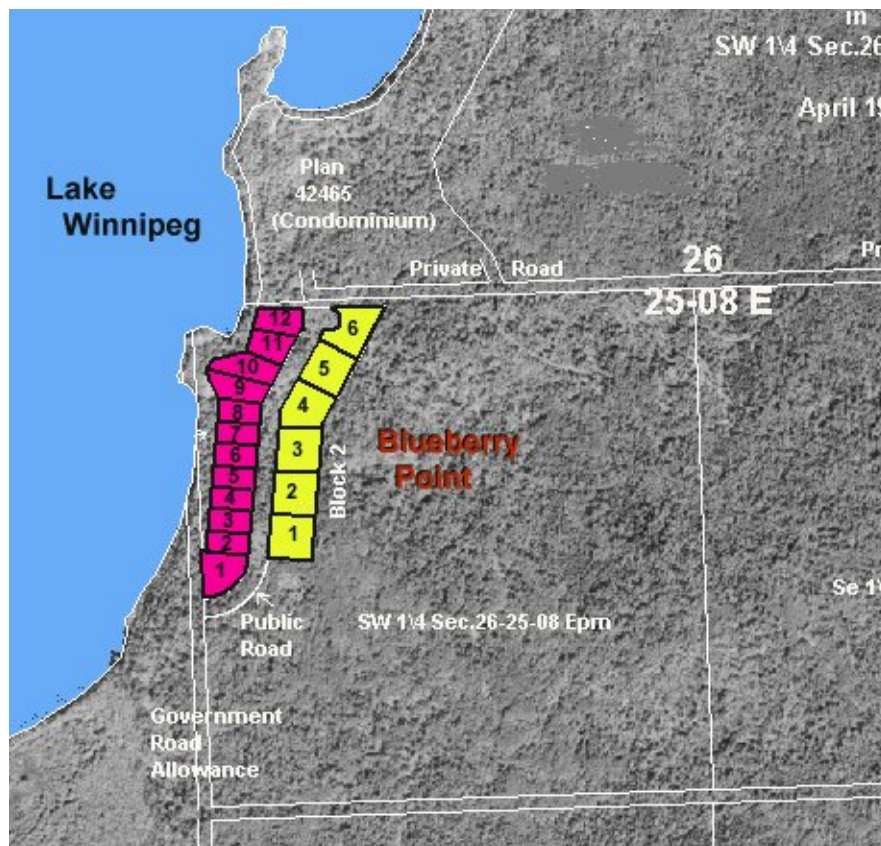 in
SW 1\4 Sec.26
April 19
Plan
42465
(Condominium)
Lake
Winnipeg
Private Road
26
25-08 E
Pr
12
11
10
9
8
7
6
5
4
3
2
1
6
5
4
3
2
1
Block 2
Blueberry
Point
Se 1\
Public
Road
SW 1\4 Sec.26-25-08 Epm
Government
Road
Allowance